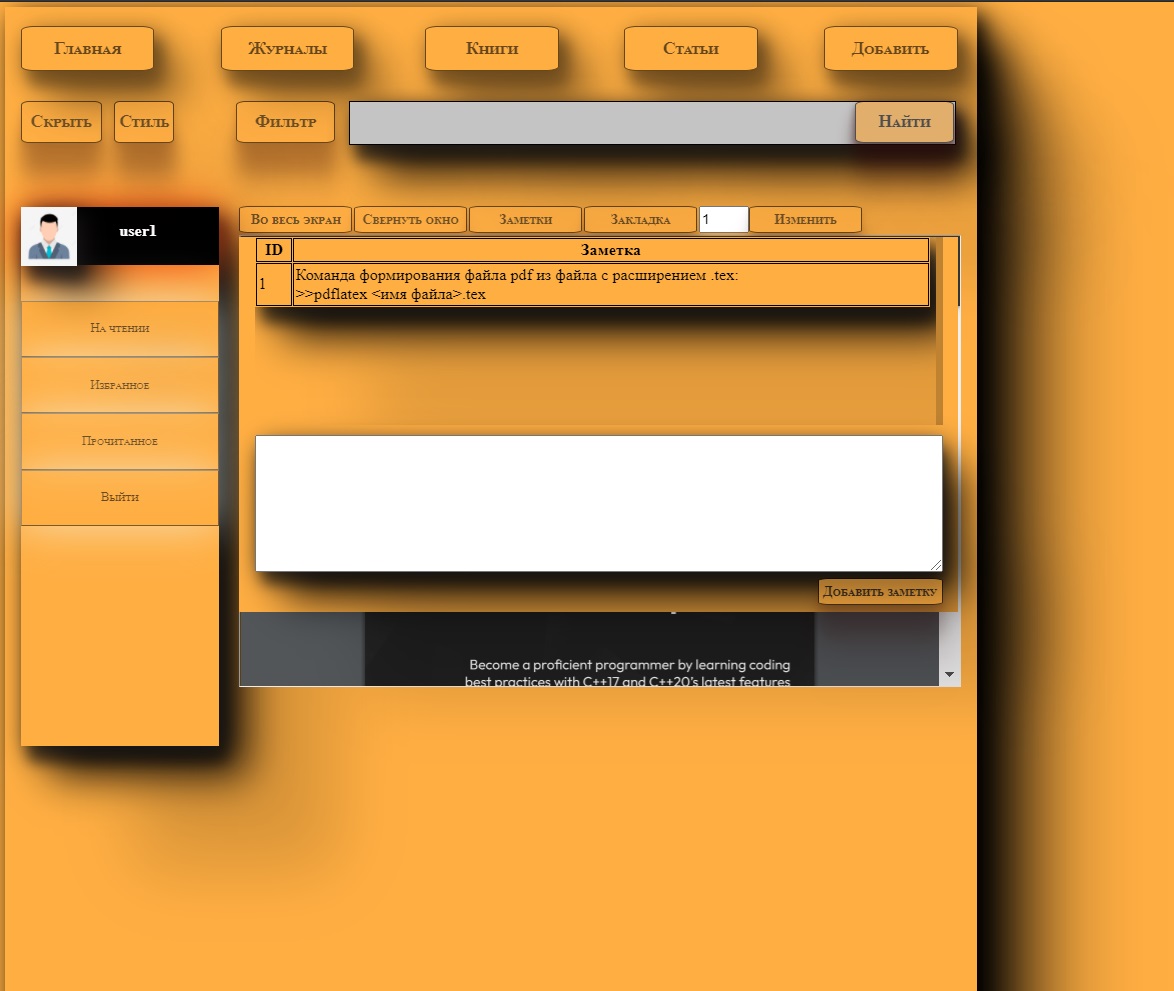 Главная
Журналы
Книги
Статьи
Добавить
Скрыть
Стиль
Фильтр
Найти
user1
На чтении
Избранное
Прочитанное
Выйти
Во весь экран
Свернуть окно
Заметки
Закладка
1
Изменить
ID
Заметка
1
Команда формирования файла pdf из файла с расширением .tex:
>>pdflatex <имя файла>.tex
Добавить заметку
Become a proficient programmer by learning coding
best practices with C++17 and C++20's latest features